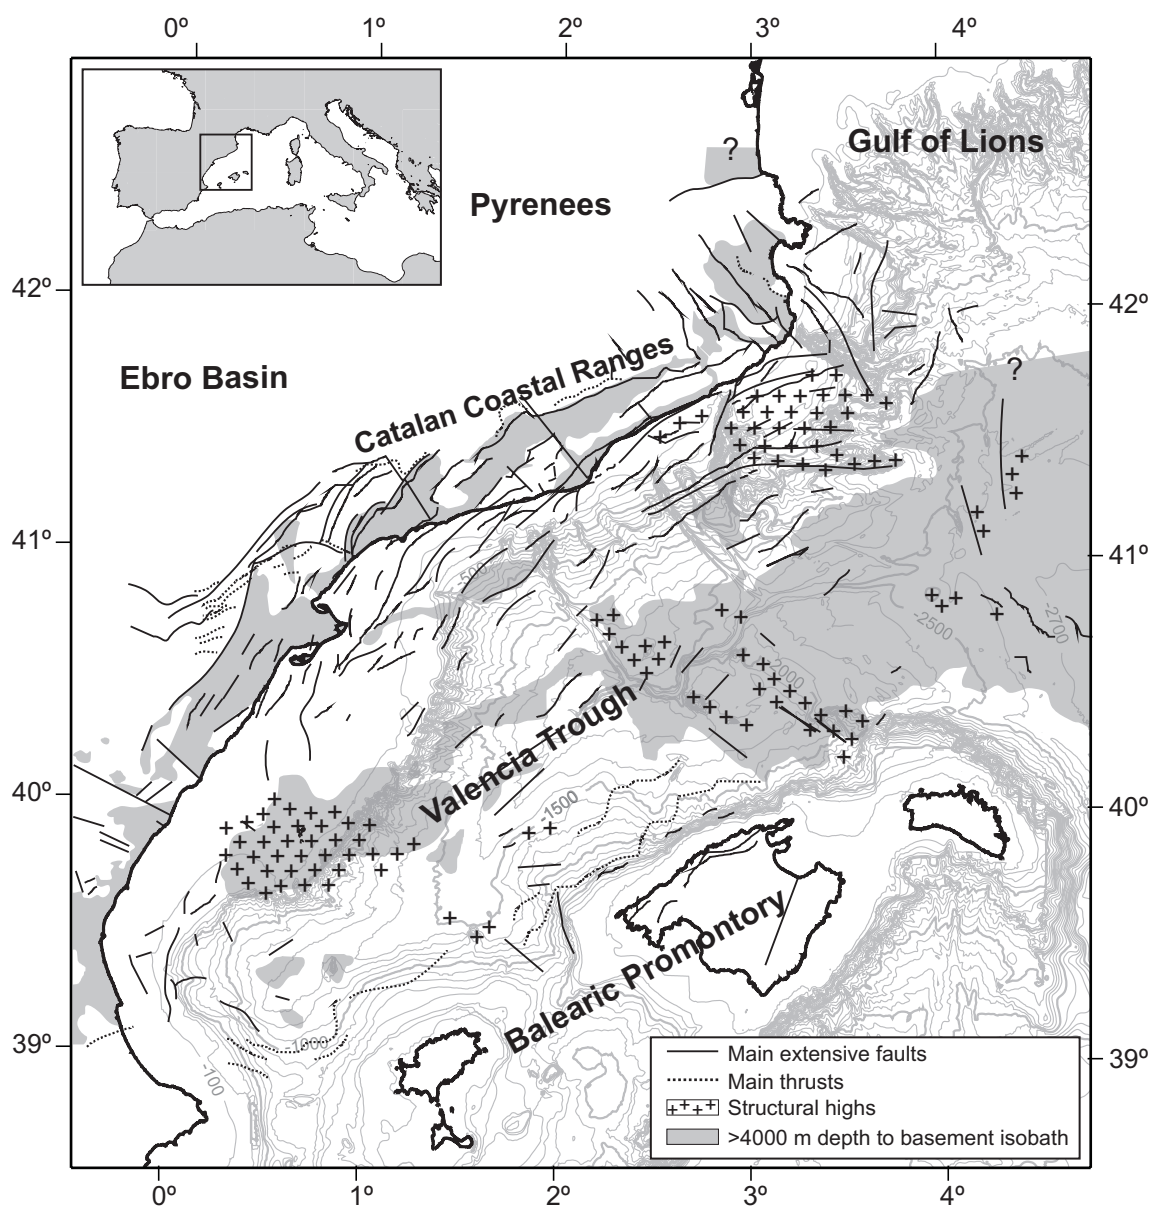 0º 1º 2º 3º 4º
Gulf of Lions
?
Pyrenees
42º
42º
?
Ebro Basin
Catalan Coastal Ranges
41º
41º
-500
-2700
-2500
-2000
Valencia Trough
40º
40º
-1500
Balearic Promontory
39º
39º
-1000
-100
Main extensive faults
Main thrusts
Structural highs
>4000 m depth to basement isobath
0º 1º 2º 3º 4º